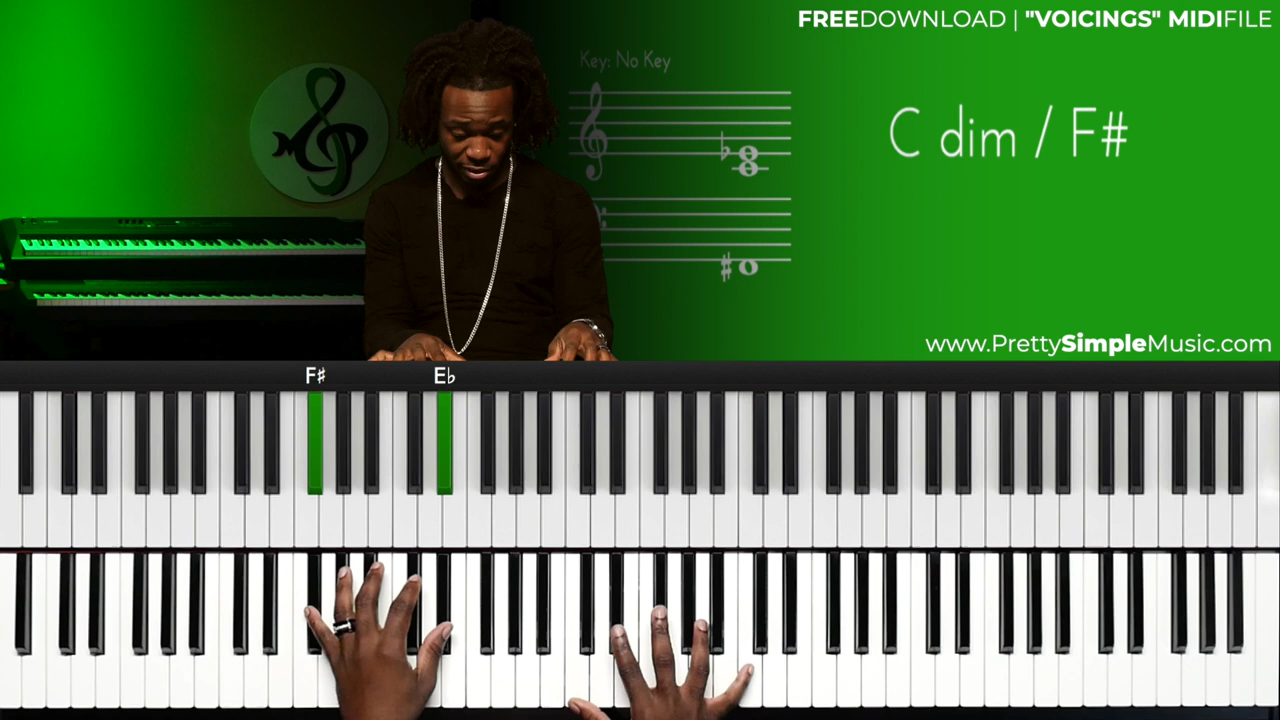 FREEDOWNLOAD | "VOICINGS" MIDIFILE
Key: No Key
C dim / F#
www.PrettySimpleMusic.com
F♯ E♭